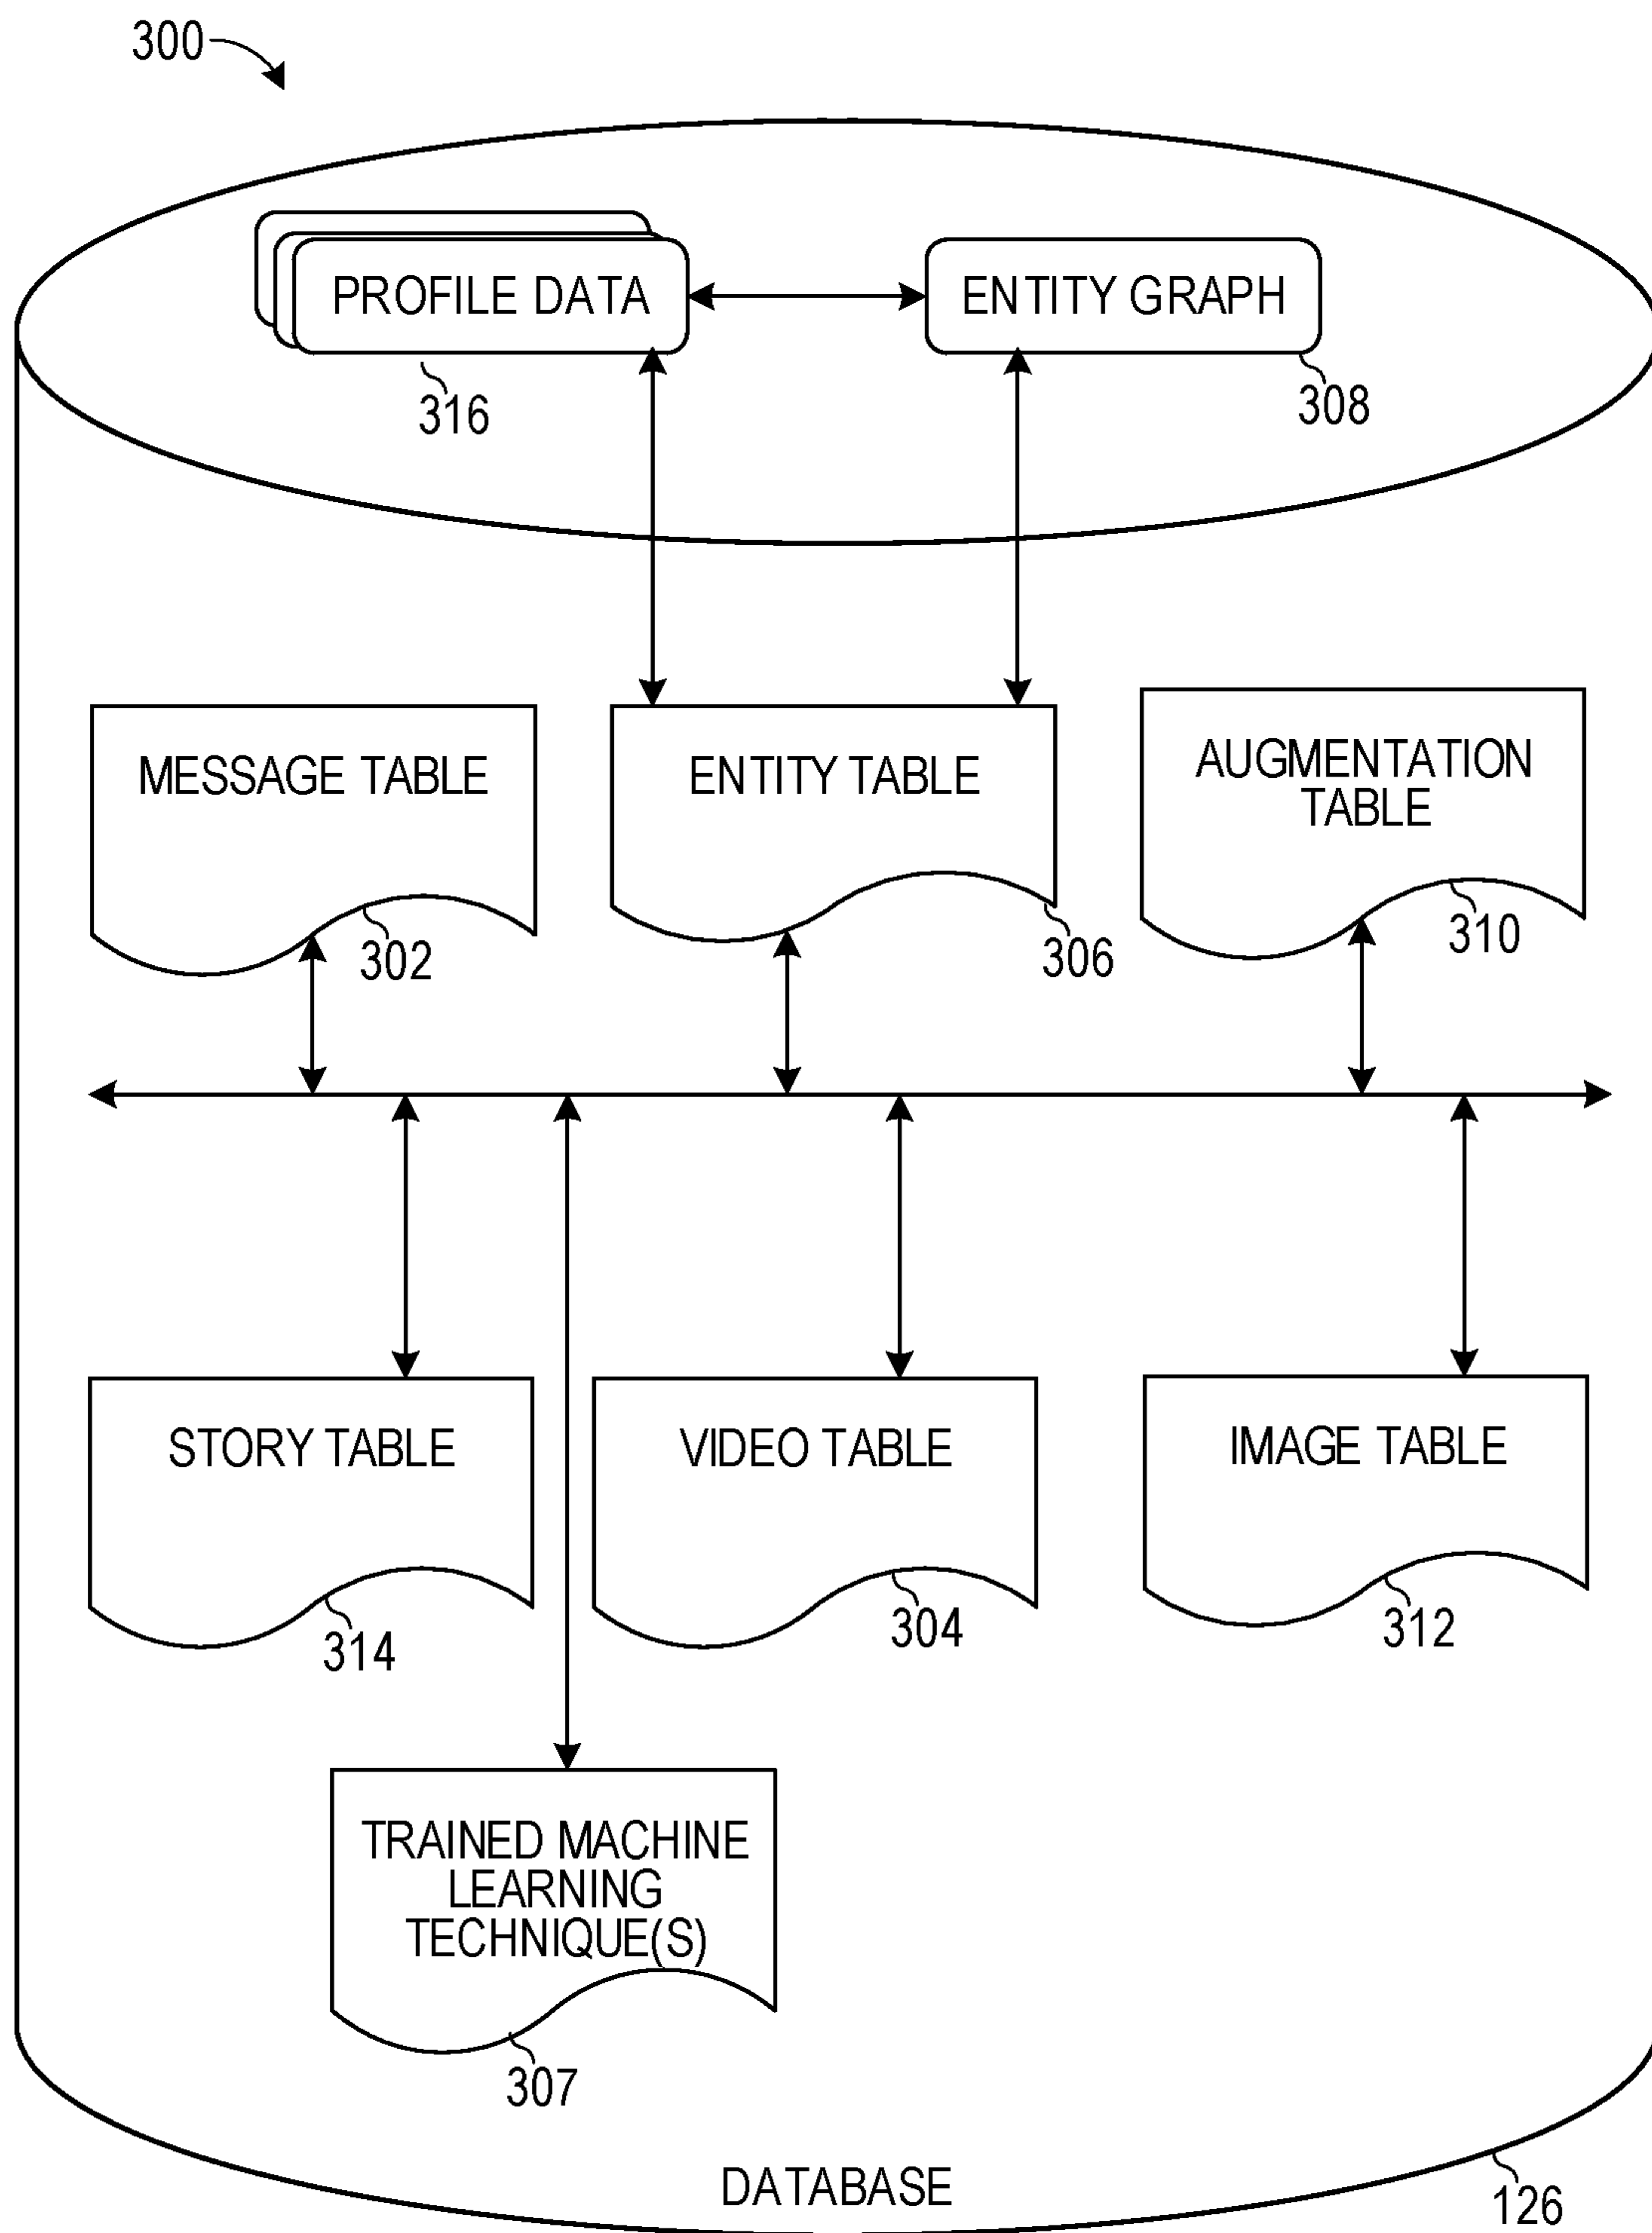 300
PROFILE DATA
ENTITY GRAPH
316
308
MESSAGE TABLE
ENTITY TABLE
AUGMENTATION
TABLE
302
306
310
STORY TABLE
VIDEO TABLE
IMAGE TABLE
314
304
312
TRAINED MACHINE
LEARNING
TECHNIQUE(S)
307
DATABASE
126